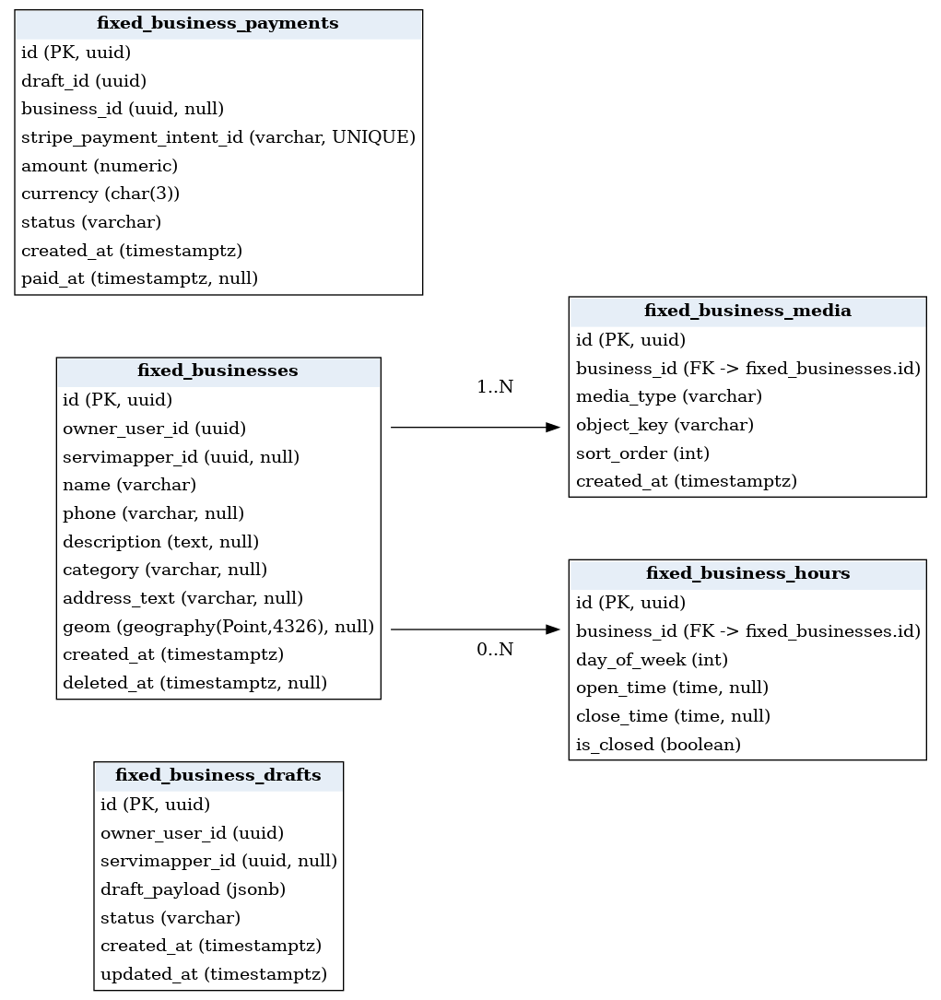 fixed_business_payments
id (PK, uuid)
draft_id (uuid)
business_id (uuid, null)
stripe_payment_intent_id (varchar, UNIQUE)
amount (numeric)
currency (char(3))
status (varchar)
created_at (timestamptz)
paid_at (timestamptz, null)
fixed_businesses
id (PK, uuid)
owner_user_id (uuid)
servimapper_id (uuid, null)
name (varchar)
phone (varchar, null)
description (text, null)
category (varchar, null)
address_text (varchar, null)
geom (geography(Point,4326), null)
created_at (timestamptz)
deleted_at (timestamptz, null)
1..N
0..N
fixed_business_media
id (PK, uuid)
business_id (FK -> fixed_businesses.id)
media_type (varchar)
object_key (varchar)
sort_order (int)
created_at (timestamptz)
fixed_business_hours
id (PK, uuid)
business_id (FK -> fixed_businesses.id)
day_of_week (int)
open_time (time, null)
close_time (time, null)
is_closed (boolean)
fixed_business_drafts
id (PK, uuid)
owner_user_id (uuid)
servimapper_id (uuid, null)
draft_payload (jsonb)
status (varchar)
created_at (timestamptz)
updated_at (timestamptz)